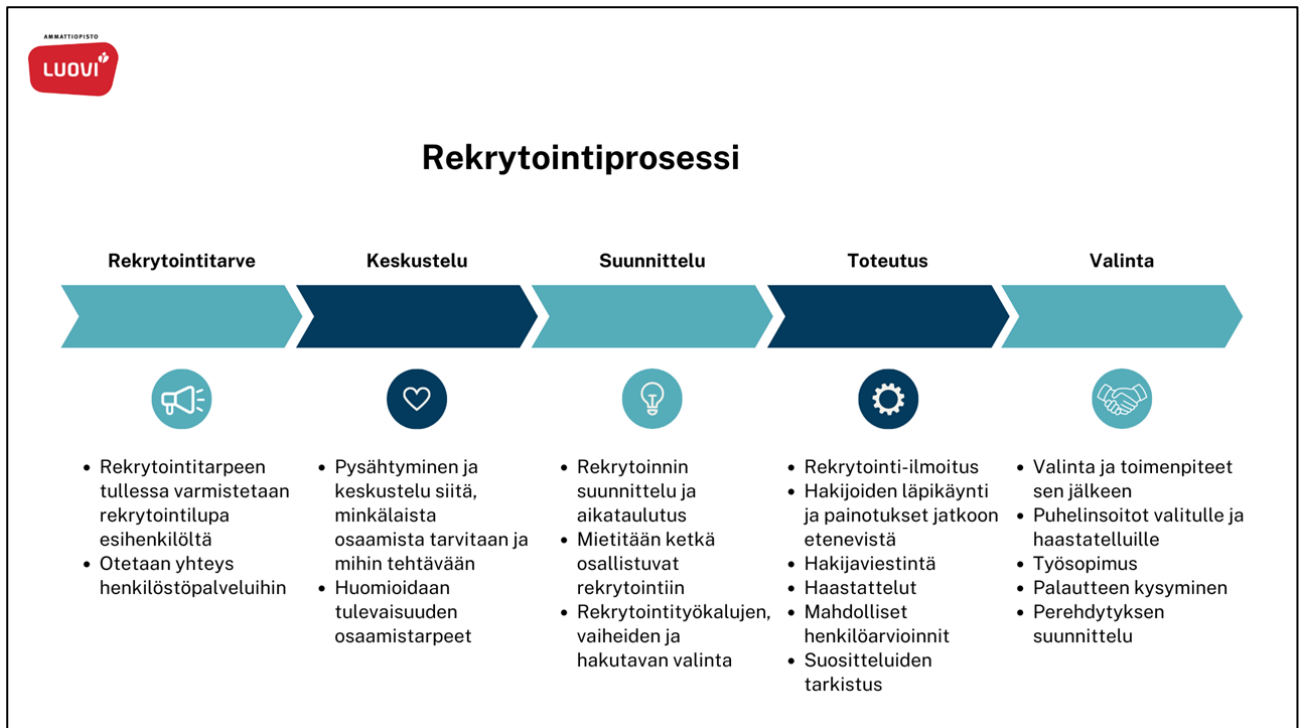 AMMATTIOPISTO
LUOVI
Rekrytointiprosessi
Rekrytointitarve
Keskustelu
Suunnittelu
Toteutus
Valinta
• Rekrytointitarpeen
tullessa varmistetaan
rekrytointilupa
esihenkilöltä
• Otetaan yhteys
henkilöstöpalveluihin
• Pysähtyminen ja
keskustelu siitä,
minkälaista
osaamista tarvitaan ja
mihin tehtävään
• Huomioidaan
tulevaisuuden
osaamistarpeet
• Rekrytoinnin
suunnittelu ja
aikataulutus
• Mietitään ketkä
osallistuvat
rekrytointiin
• Rekrytointityökalujen,
vaiheiden ja
hakutavan valinta
• Rekrytointi-ilmoitus
• Hakijoiden läpikäynti
ja painotukset jatkoon
etenevistä
• Hakijaviestintä
• Haastattelut
• Mahdolliset
henkilöarvioinnit
• Suositteluiden
tarkistus
• Valinta ja toimenpiteet
sen jälkeen
• Puhelinsoitot valitulle ja
haastatelluille
• Työsopimus
• Palautteen kysyminen
• Perehdytyksen
suunnittelu